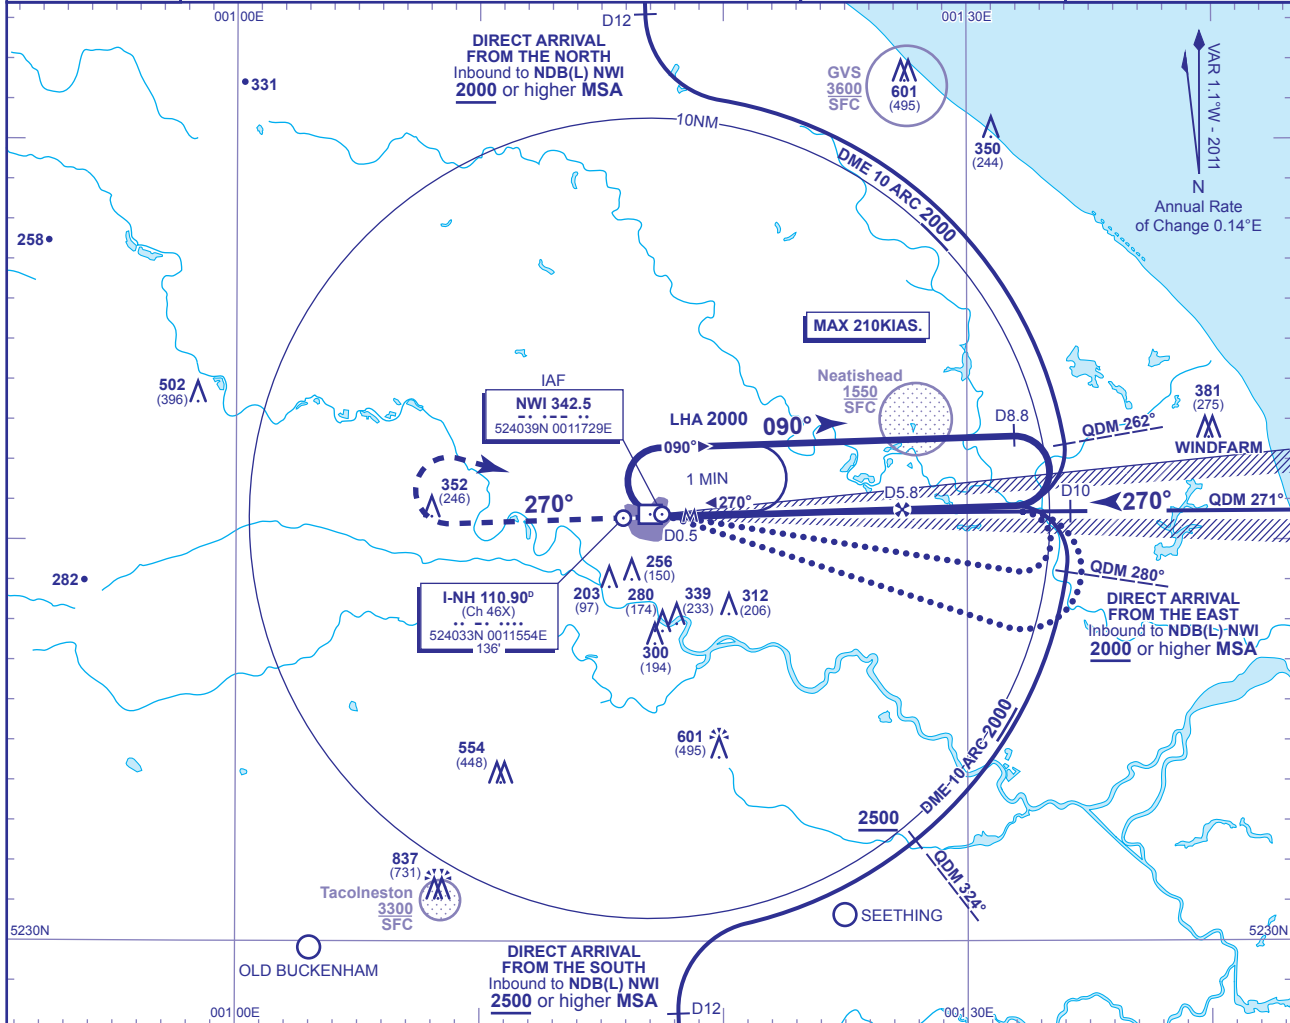 001 00E
D12
001 30E
DIRECT ARRIVAL
FROM THE NORTH
Inbound to NDB(L) NWI
2000 or higher MSA
331
GVS
3600
SFC
601
(495)
VAR 1.1°W - 2011
N
Annual Rate
of Change 0.14°E
10NM
350
(244)
DME 10 ARC 2000
258
MAX 210KIAS.
IAF
NWI 342.5
524039N 0011729E
Neatishead
1550
SFC
502
(396)
381
(275)
WINDFARM
LHA 2000
090°
D8.8
QDM 262°
090°
1 MIN
352
(246)
270°
270°
D5.8
D10
270°
QDM 271°
D0.5
282
256
(150)
203
(97)
280
(174)
339
(233)
312
(206)
300
(194)
I-NH 110.90D
(Ch 46X)
524033N 0011554E
136'
QDM 280°
DIRECT ARRIVAL
FROM THE EAST
Inbound to NDB(L) NWI
2000 or higher MSA
554
(448)
601
(495)
DME 10 ARC 2000
2500
QDM 324°
837
(731)
Tacolneston
3300
SFC
SEETHING
5230N
5230N
OLD BUCKENHAM
DIRECT ARRIVAL
FROM THE SOUTH
Inbound to NDB(L) NWI
2500 or higher MSA
D12
001 00E
001 30E